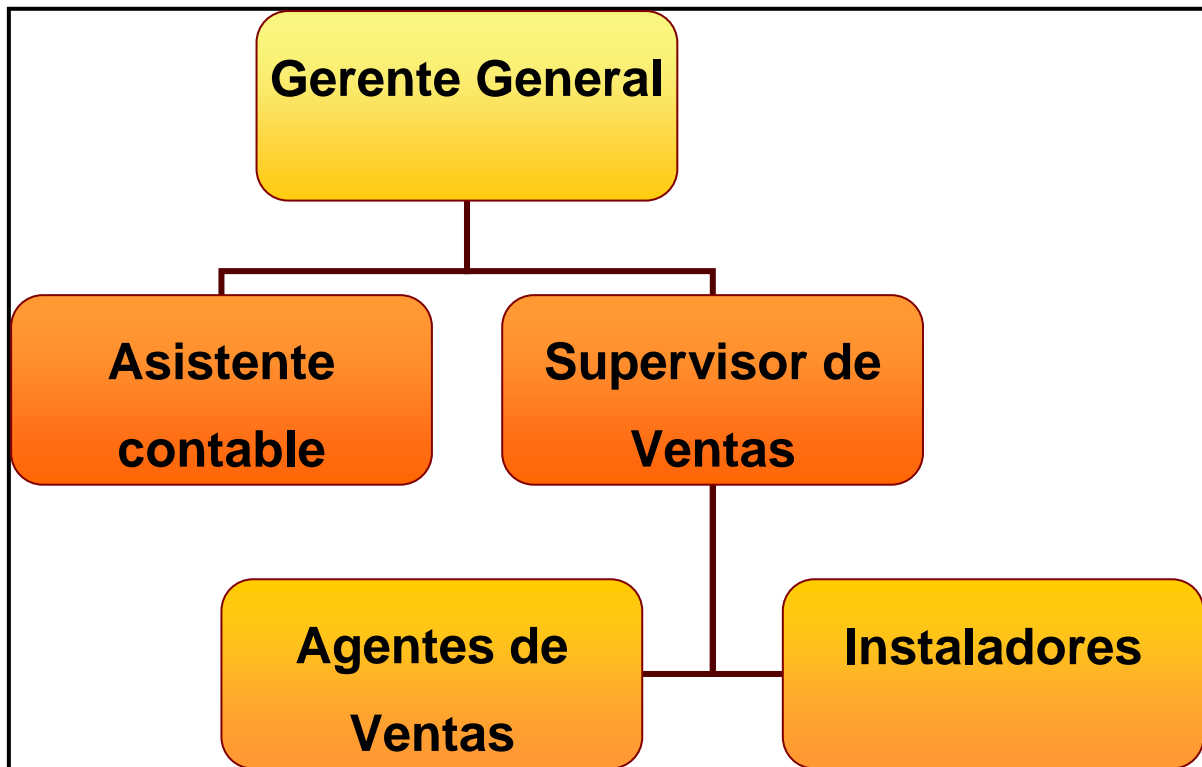 Gerente General
Asistente
contable
Supervisor de
Ventas
Agentes de
Ventas
Instaladores